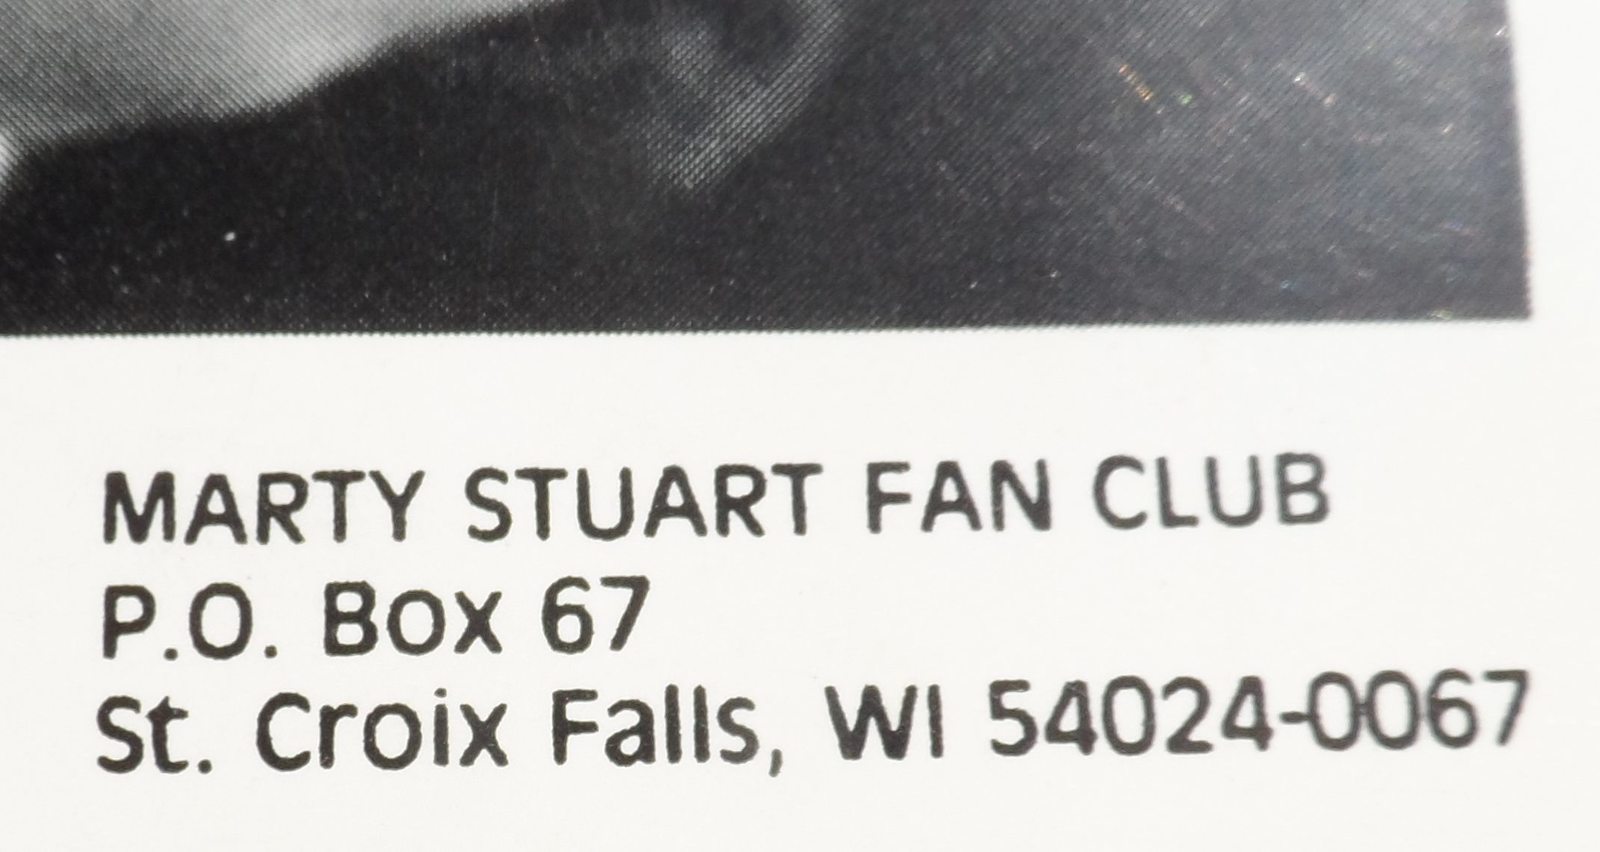 MARTY STUART FAN CLUB
P.O. Box 67
St. Croix Falls, WI 54024-0067